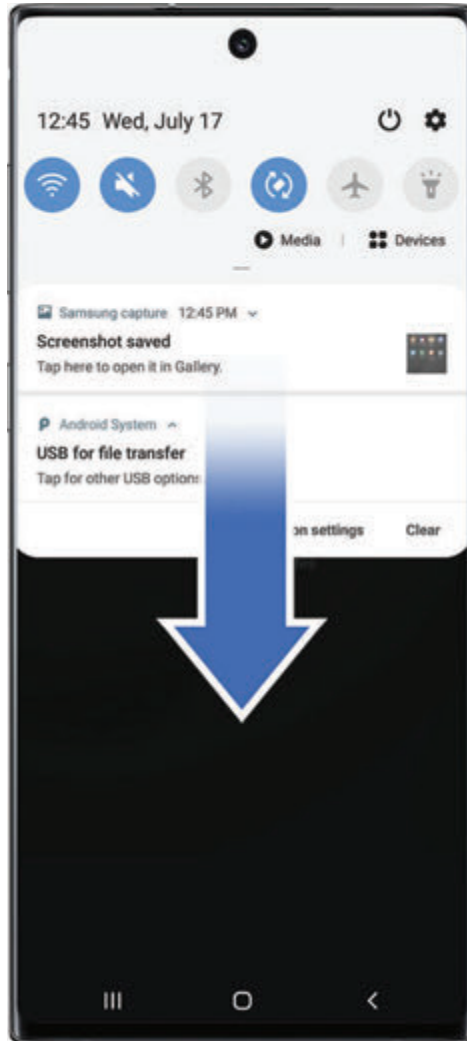 12:45 Wed, July 17
Media | Devices
Samsung capture 12:45 PM
Screenshot saved
Tap here to open it in Gallery.
Android System
USB for file transfer
Tap for other USB options
settings Clear